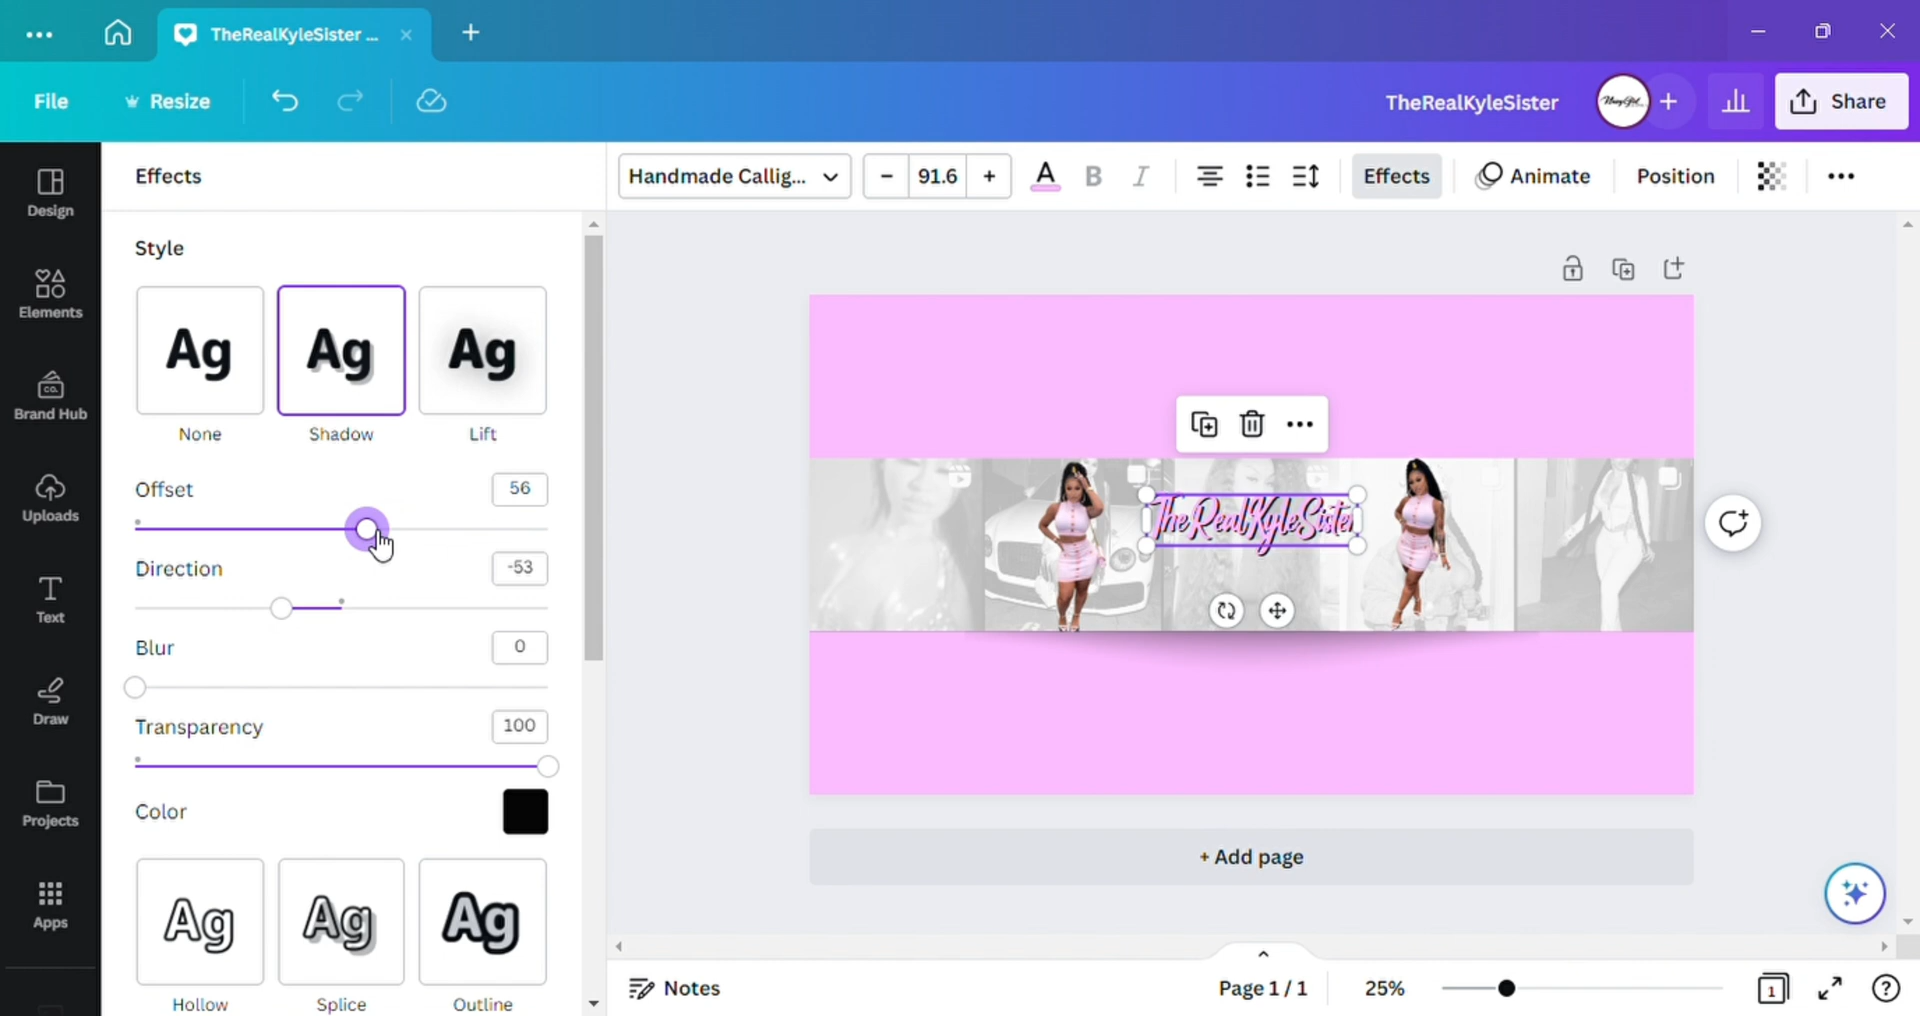 TheRealKyleSister ...
File
Resize
TheRealKyleSister
Share
Design
Elements
Brand Hub
Uploads
Text
Draw
Projects
Apps
Effects
Style
Ag
Ag
Ag
None
Shadow
Lift
Offset
56
Direction
-53
Blur
0
Transparency
100
Color
Ag
Ag
Ag
Hollow
Splice
Outline
Handmade Callig...
91.6
A
B
I
Effects
Animate
Position
TheRealKyleSister
+ Add page
Notes
Page 1 / 1
25%
1